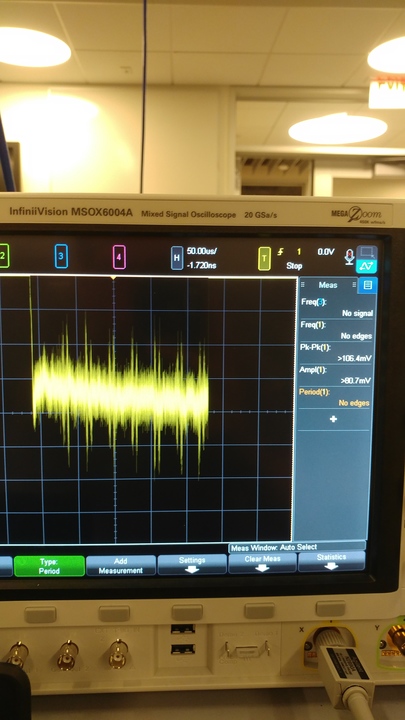 InfiniiVision MSOX6004A Mixed Signal Oscilloscope 20 GSa/s
MEGA Zoom
2 3 4 H 50.00us/ -1.720ns T 1 Stop 0.0V
Meas
Freq(3):
No signal
Freq(1):
No edges
Pk-Pk(1):
>106.4mV
Ampl(1):
>80.7mV
Period(1):
No edges
Meas Window: Auto Select
Type: Period
Add Measurement
Settings
Clear Meas
Statistics
X Y